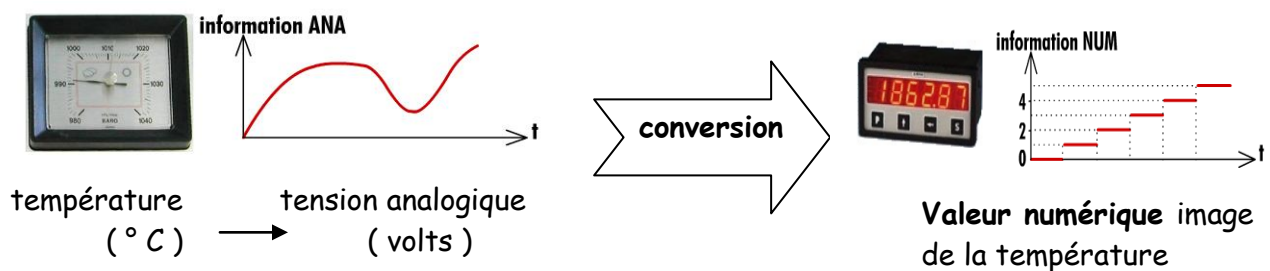 information ANA
1000 1010 1020
990 1030
980 BARO 1040
t
température
( ° C )
tension analogique
( volts )
conversion
1862.87
P
S
information NUM
4
2
0
t
Valeur numérique image
de la température